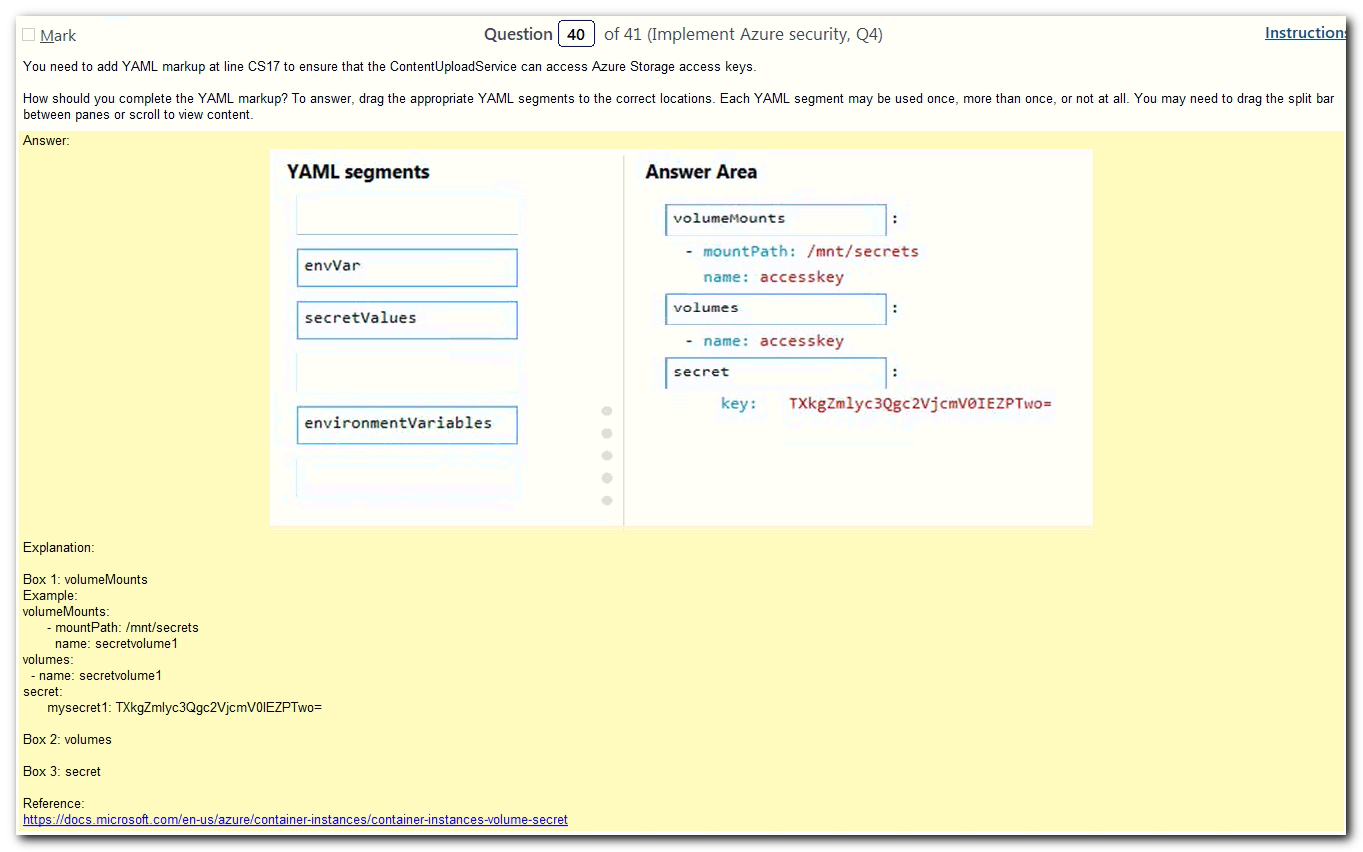 Mark
Question 40 of 41 (Implement Azure security, Q4)
Instructions
You need to add YAML markup at line CS17 to ensure that the ContentUploadService can access Azure Storage access keys.
How should you complete the YAML markup? To answer, drag the appropriate YAML segments to the correct locations. Each YAML segment may be used once, more than once, or not at all. You may need to drag the split bar
between panes or scroll to view content.
Answer:
YAML segments
envVar
secretValues
environmentVariables
Answer Area
volumeMounts :
- mountPath: /mnt/secrets
name: accesskey
volumes :
- name: accesskey
secret :
key: TXkgZmlyc3Qgc2VjcmV0IEZPTwo=
Explanation:
Box 1: volumeMounts
Example:
volumeMounts:
- mountPath: /mnt/secrets
name: secretvolume1
volumes:
- name: secretvolume1
secret:
mysecret1: TXkgZmlyc3Qgc2VjcmV0IEZPTwo=
Box 2: volumes
Box 3: secret
Reference:
https://docs.microsoft.com/en-us/azure/container-instances/container-instances-volume-secret